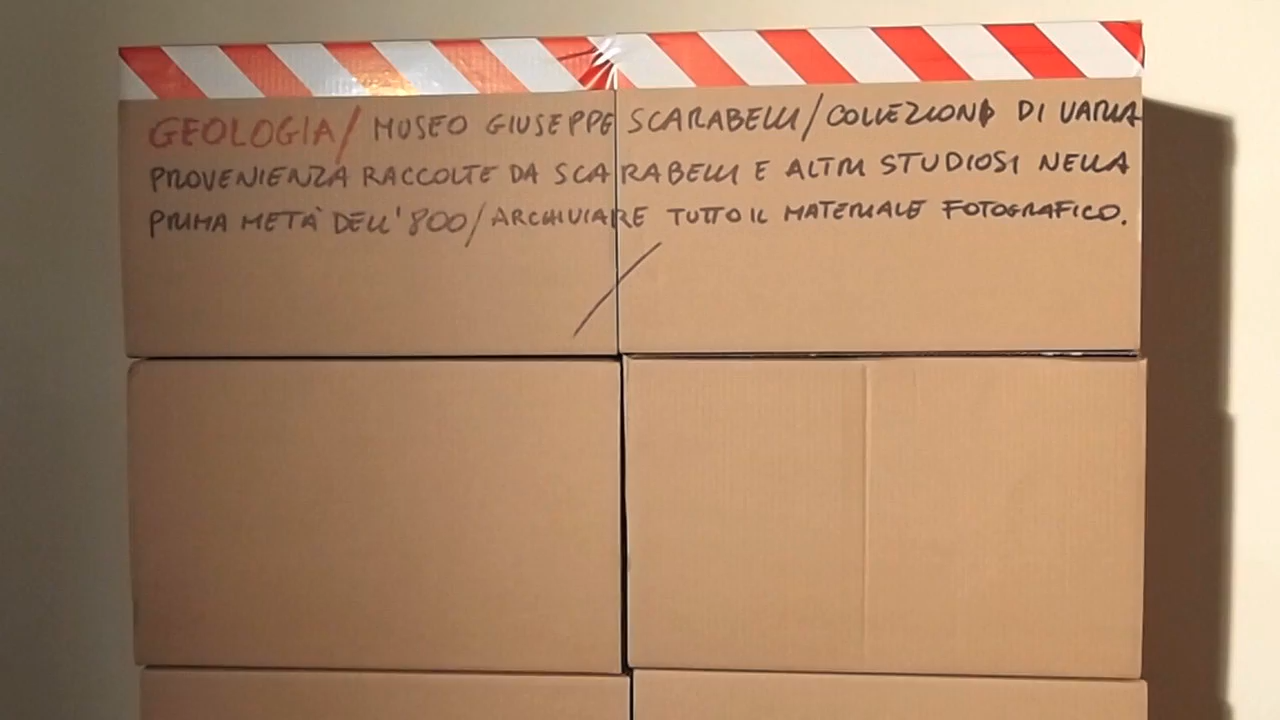 GEOLOGIA/ MUSEO GIUSEPPE SCARABELLI/COLLEZIONI DI VARIA
PROVENIENZA RACCOLTE DA SCARABELLI E ALTRI STUDIOSI NELLA
PRIMA METÀ DELL'800/ARCHIVIARE TUTTO IL MATERIALE FOTOGRAFICO.
/